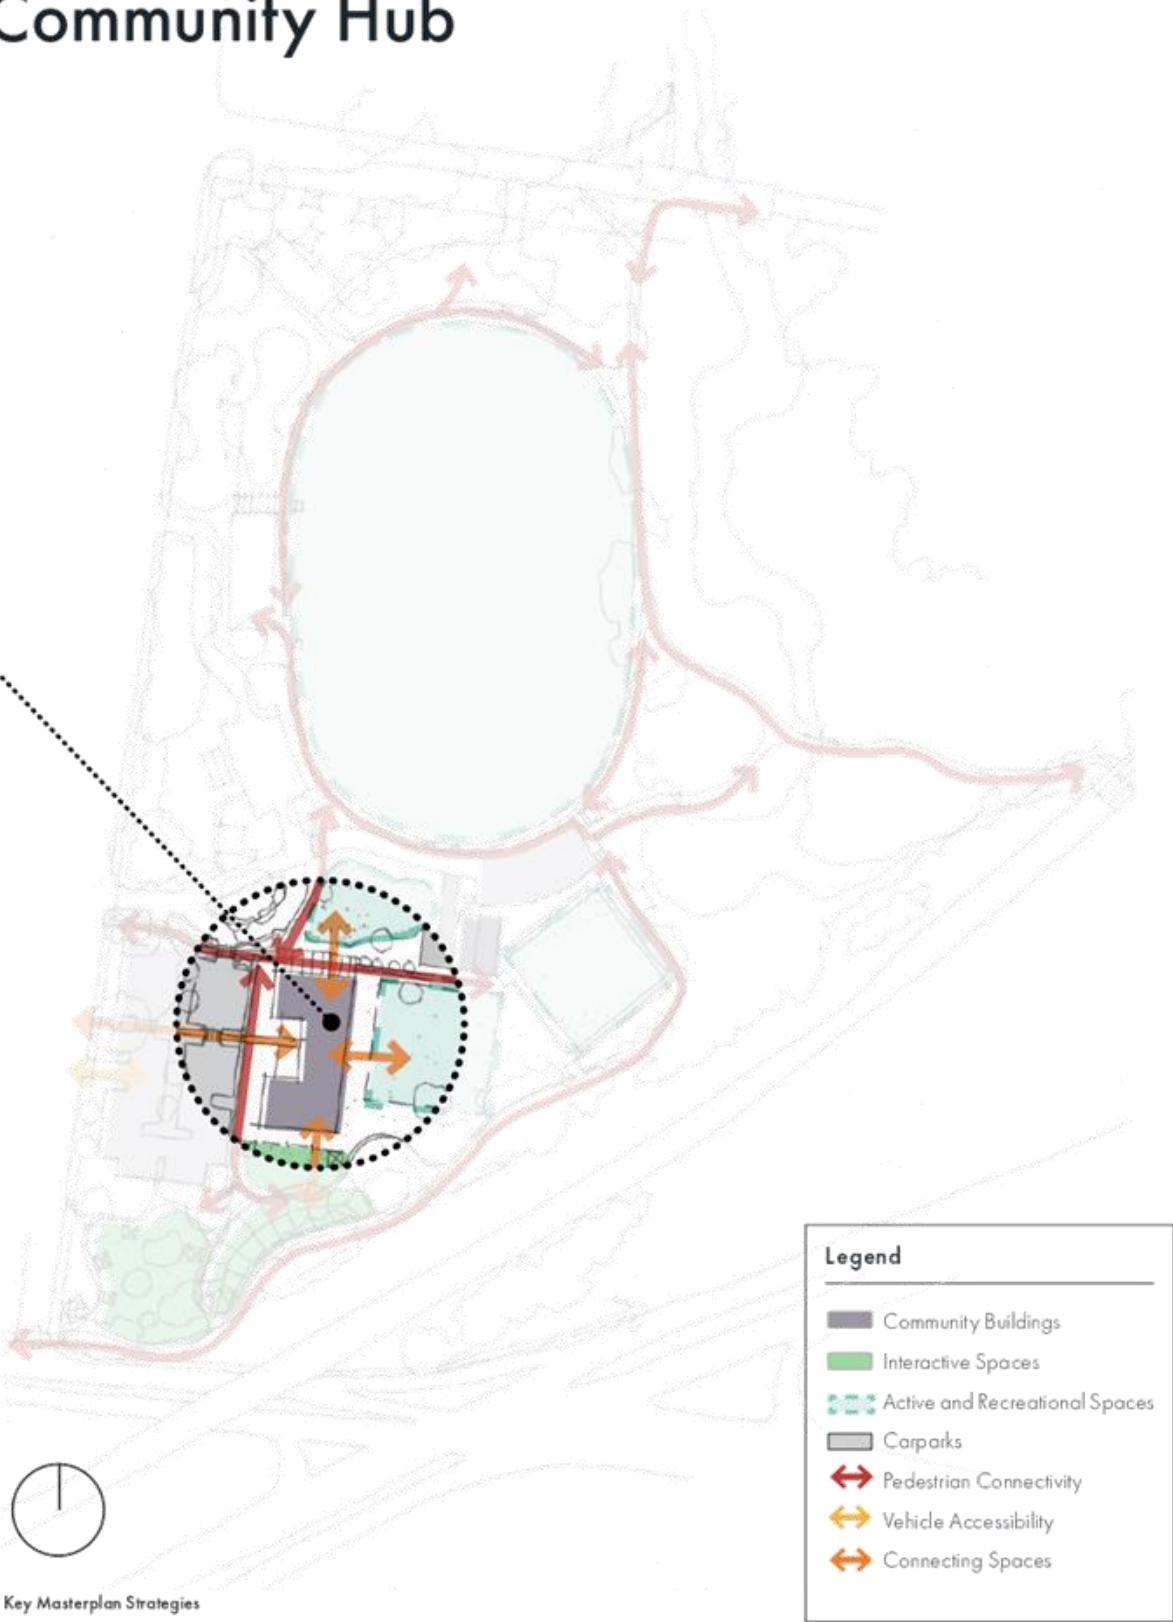 Community Hub
Legend
Community Buildings
Interactive Spaces
Active and Recreational Spaces
Carparks
Pedestrian Connectivity
Vehicle Accessibility
Connecting Spaces
Key Masterplan Strategies